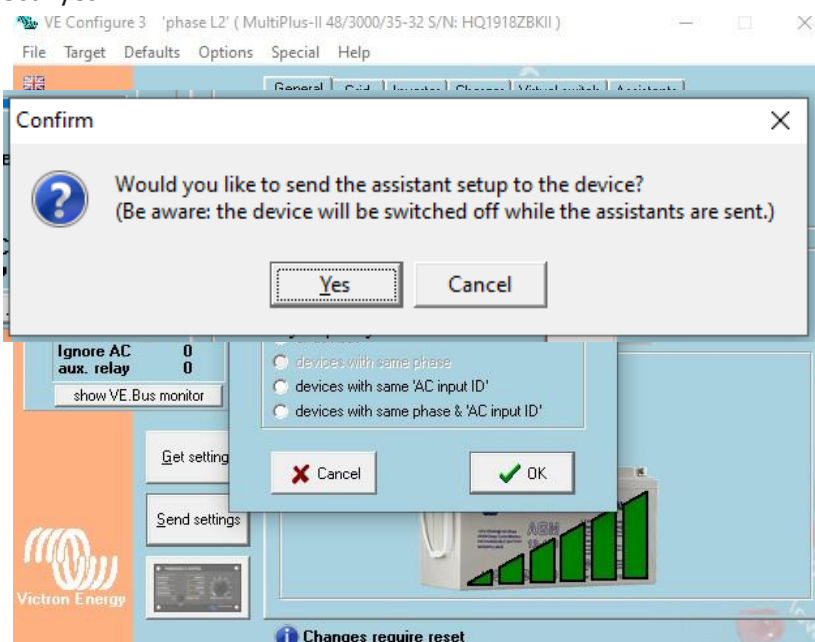 VE Configure 3 'phase L2' ( MultiPlus-II 48/3000/35-32 S/N: HQ1918ZBKII )
File Target Defaults Options Special Help
General Grid Inverter Charger Virtual switch Assistants
Confirm
Would you like to send the assistant setup to the device?
(Be aware: the device will be switched off while the assistants are sent.)
Yes Cancel
Ignore AC 0
aux. relay 0
show VE.Bus monitor
devices with same phase
devices with same 'AC input ID'
devices with same phase & 'AC input ID'
Get setting
Cancel OK
Send settings
AGM
Victron Energy
Changes require reset